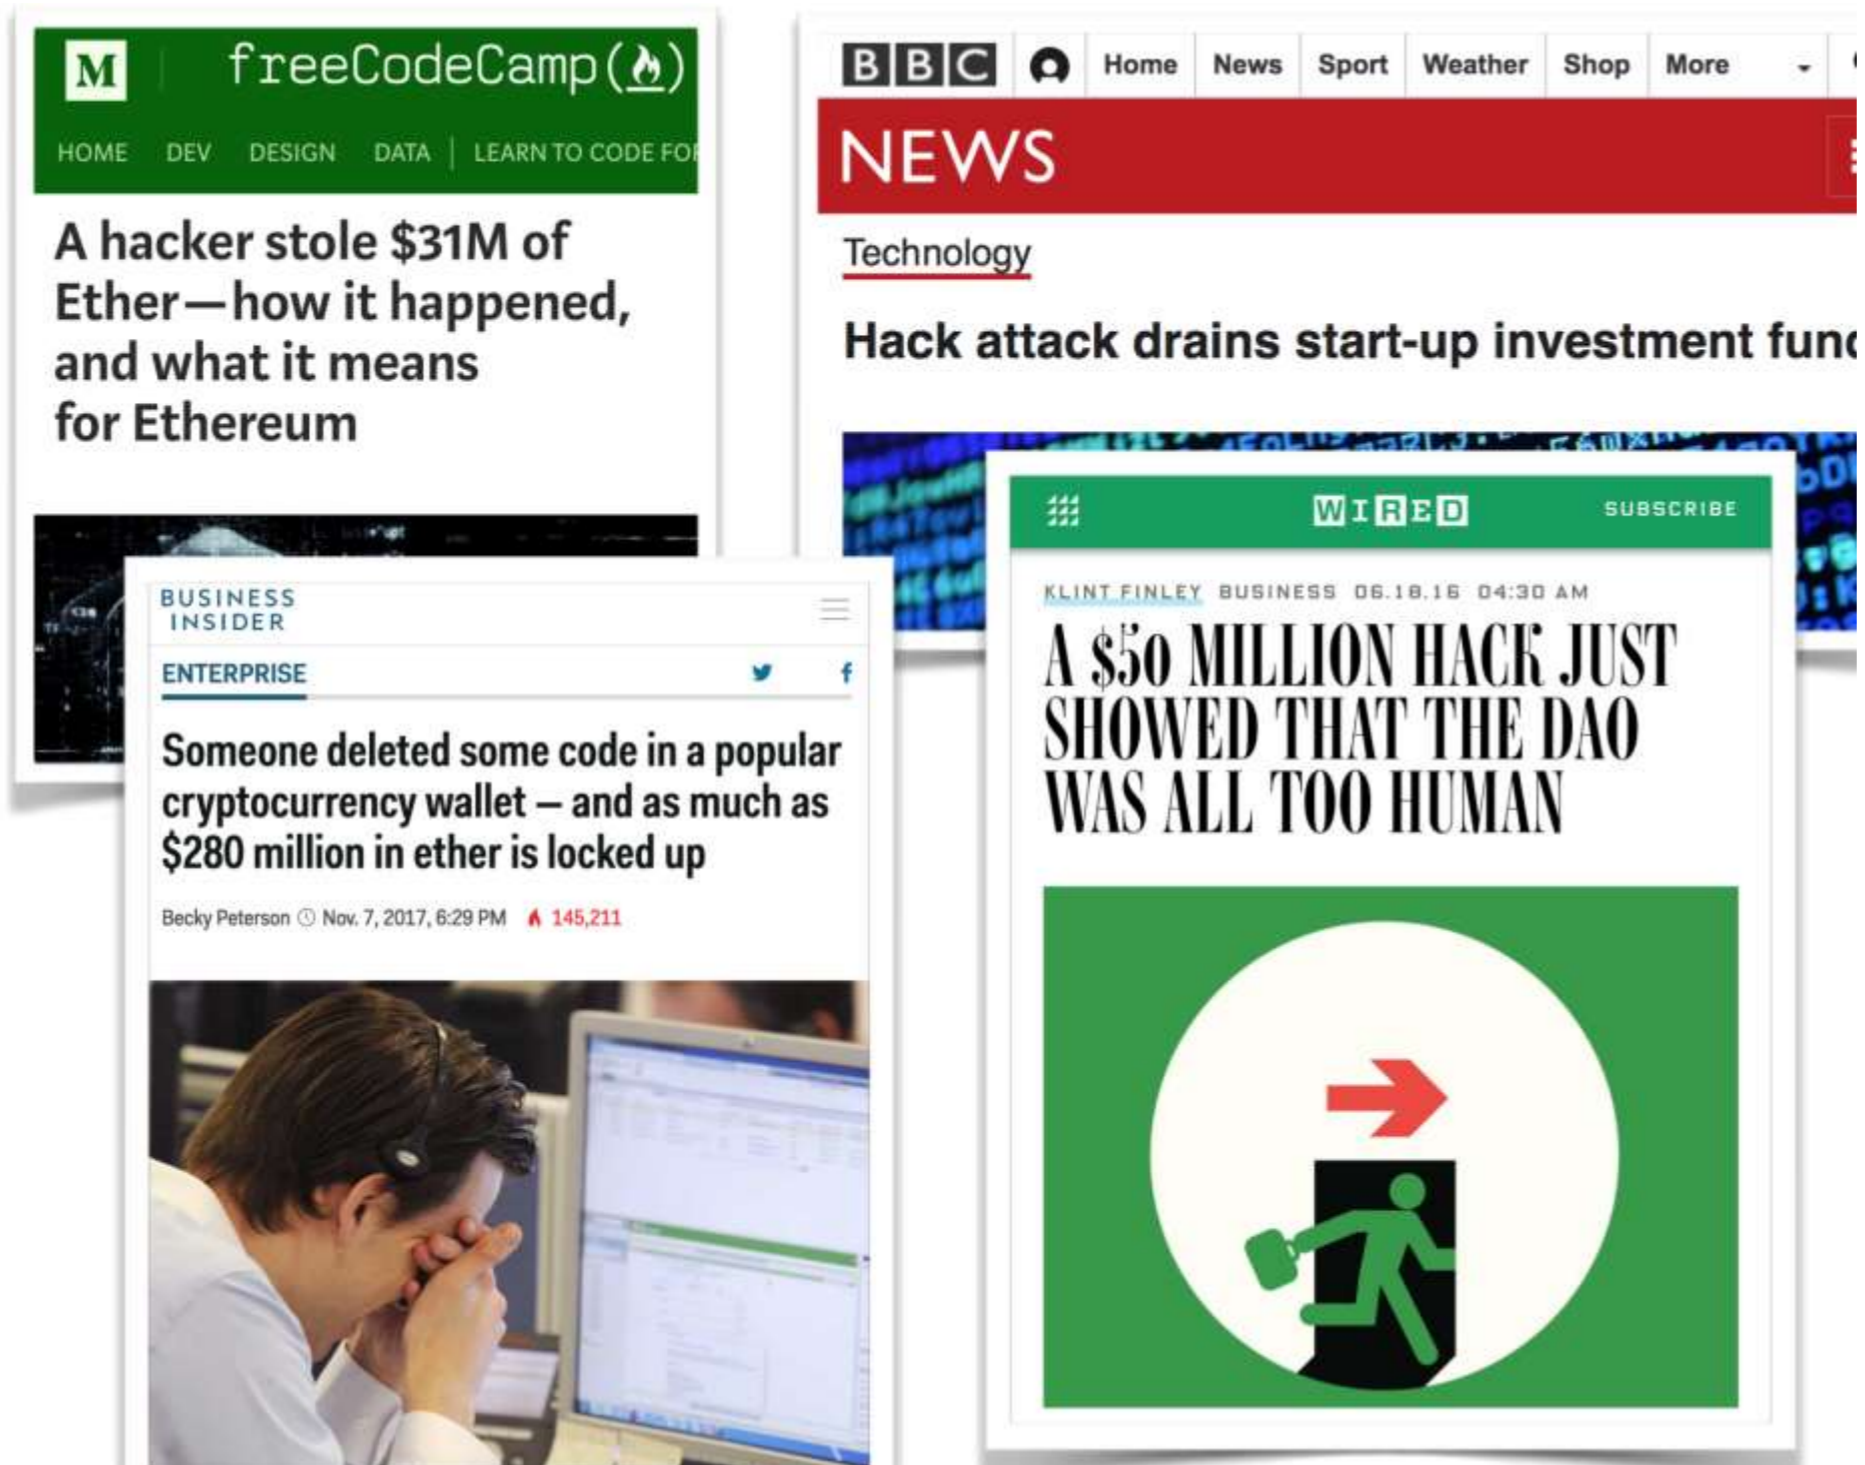 M
freeCodeCamp(🔥)
HOME DEV DESIGN DATA LEARN TO CODE FO
A hacker stole $31M of
Ether—how it happened,
and what it means
for Ethereum
BBC Home News Sport Weather Shop More
NEWS
Technology
Hack attack drains start-up investment fund
BUSINESS
INSIDER
ENTERPRISE
Someone deleted some code in a popular
cryptocurrency wallet — and as much as
$280 million in ether is locked up
Becky Peterson Nov. 7, 2017, 6:29 PM 145,211
WIRED SUBSCRIBE
KLINT FINLEY BUSINESS 06.18.16 04:30 AM
A $50 MILLION HACK JUST
SHOWED THAT THE DAO
WAS ALL TOO HUMAN